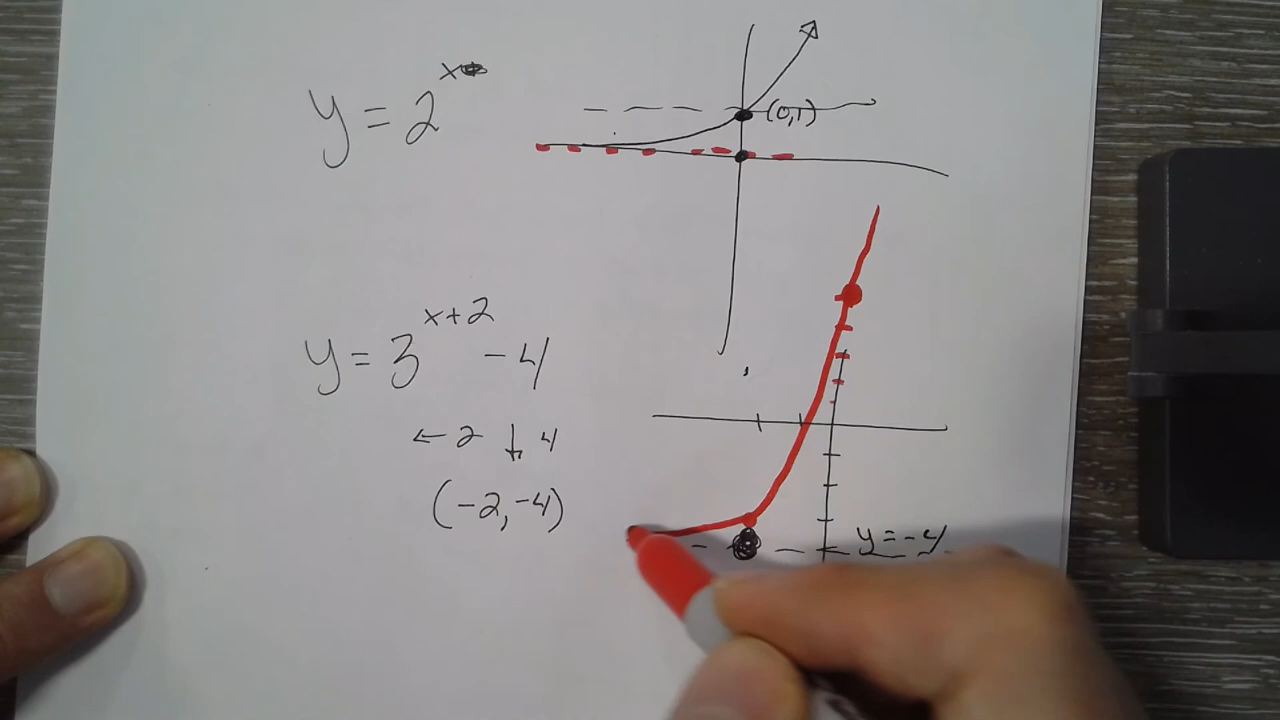 y = 2^x
(0,1)
y = 3^{x+2} - 4
← 2 ↓ 4
(-2, -4)
y = -4